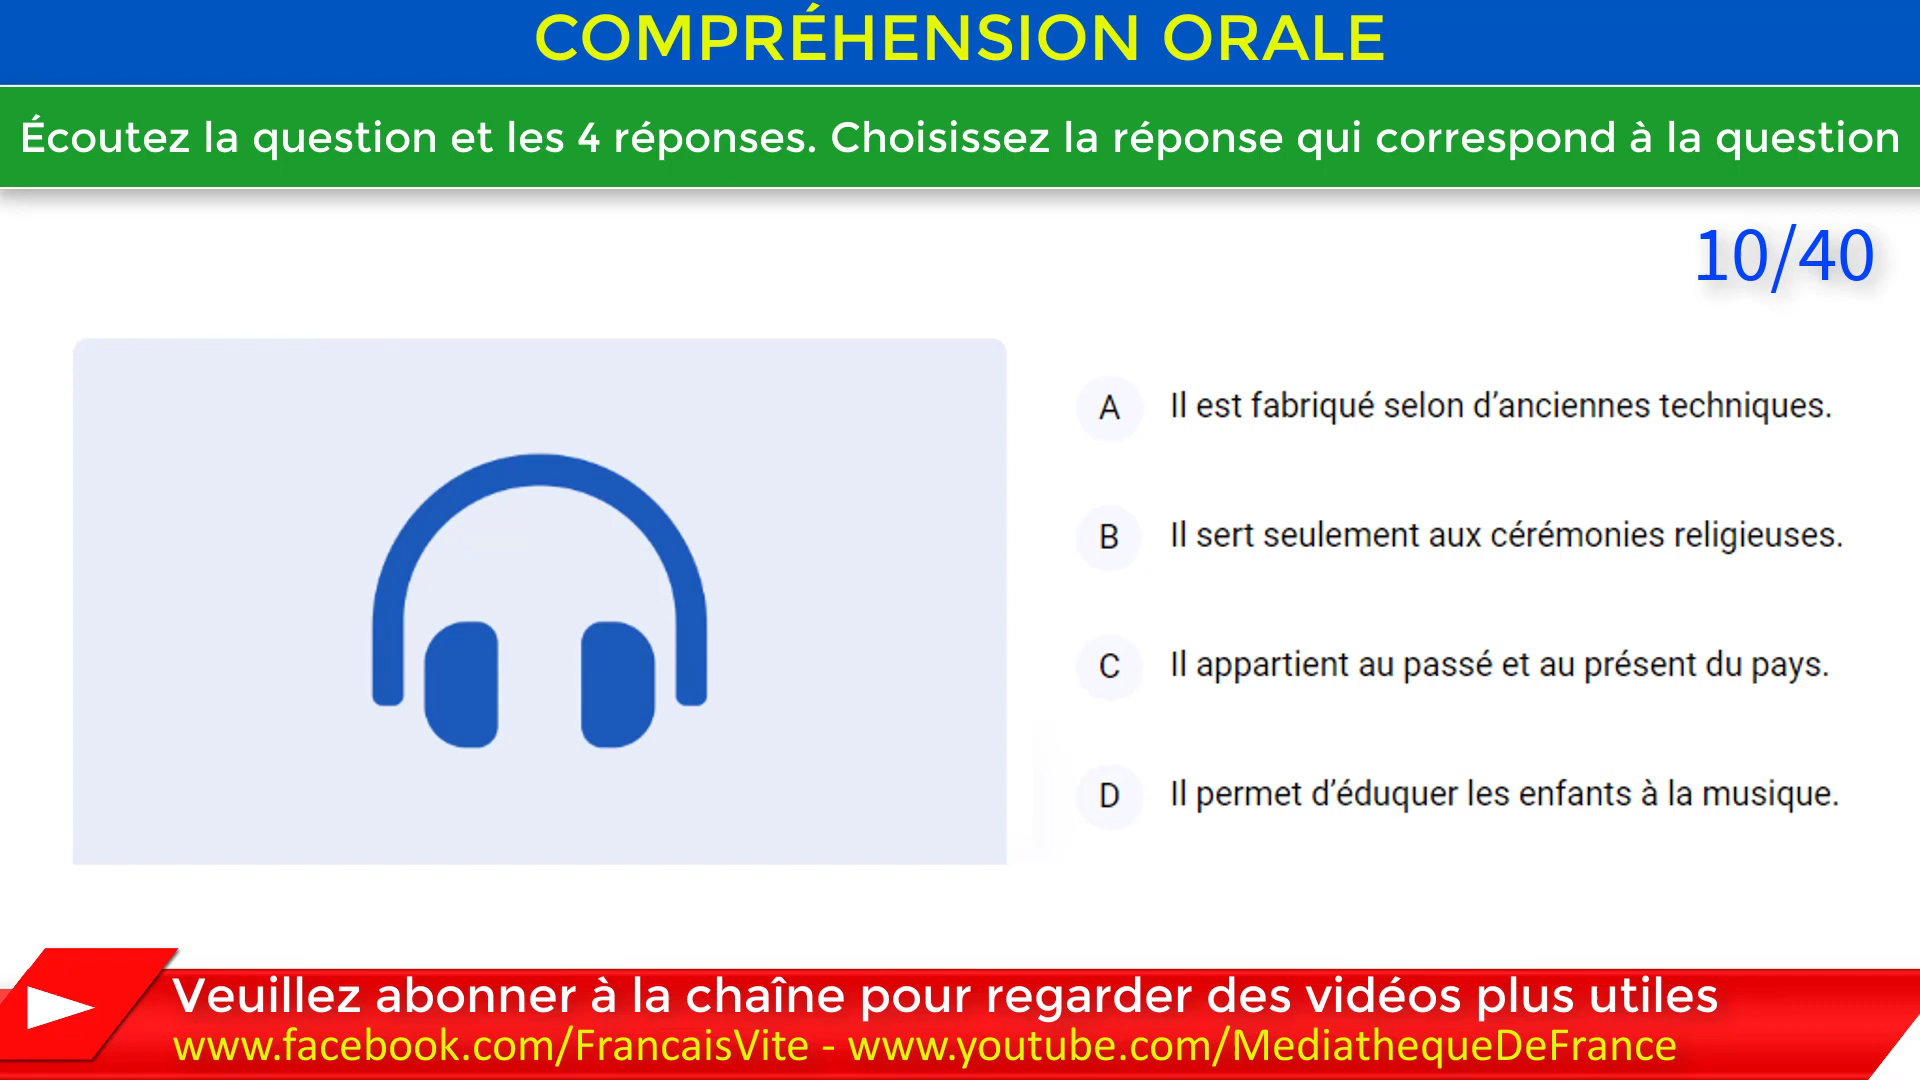 COMPRÉHENSION ORALE
Écoutez la question et les 4 réponses. Choisissez la réponse qui correspond à la question
10/40
A Il est fabriqué selon d’anciennes techniques.
B Il sert seulement aux cérémonies religieuses.
C Il appartient au passé et au présent du pays.
D Il permet d’éduquer les enfants à la musique.
Veuillez abonner à la chaîne pour regarder des vidéos plus utiles
www.facebook.com/FrancaisVite - www.youtube.com/MediathequeDeFrance